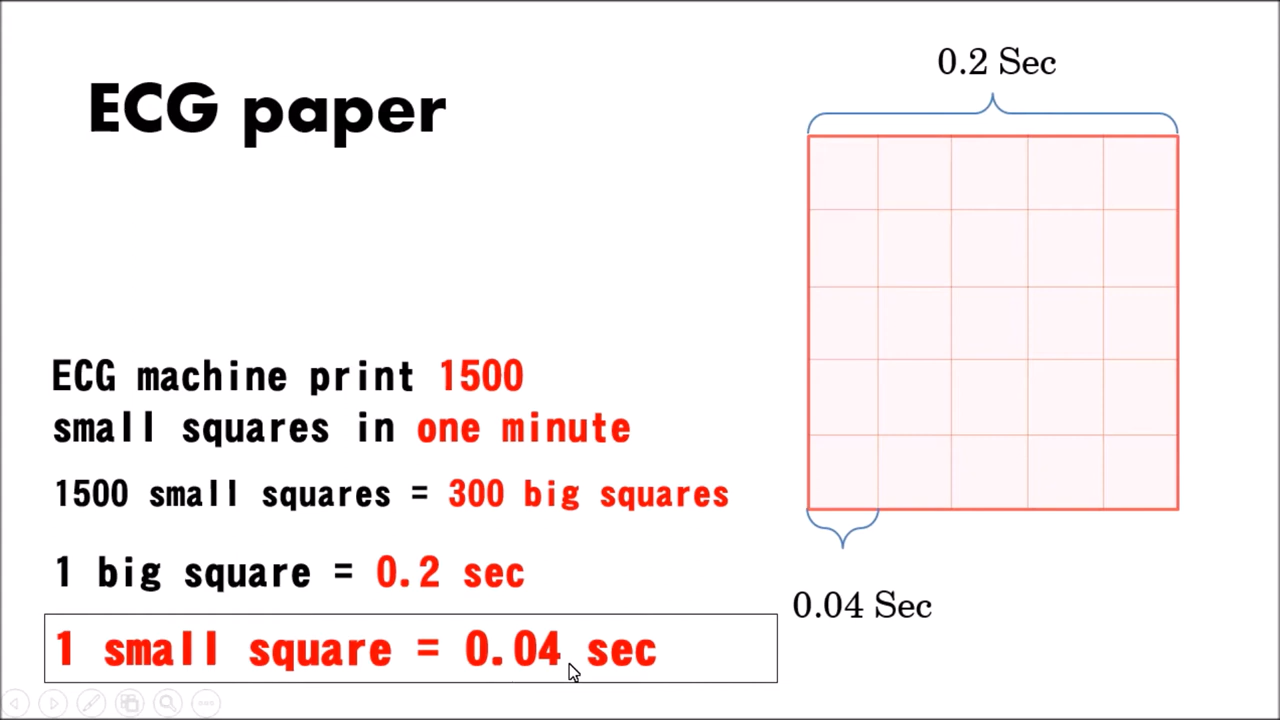 ECG paper
0.2 Sec
ECG machine print 1500
small squares in one minute
1500 small squares = 300 big squares
1 big square = 0.2 sec
0.04 Sec
1 small square = 0.04 sec